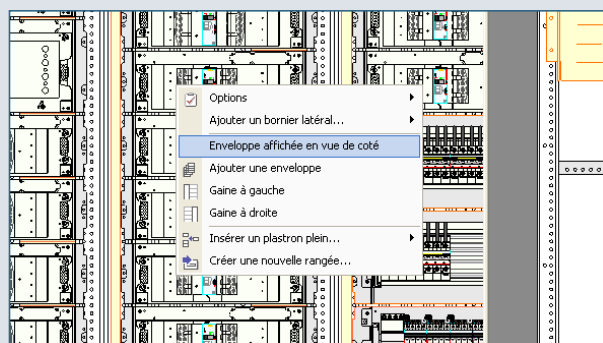 Options
Ajouter un bornier latéral...
Enveloppe affichée en vue de coté
Ajouter une enveloppe
Gaine à gauche
Gaine à droite
Insérer un plastron plein...
Créer une nouvelle rangée...